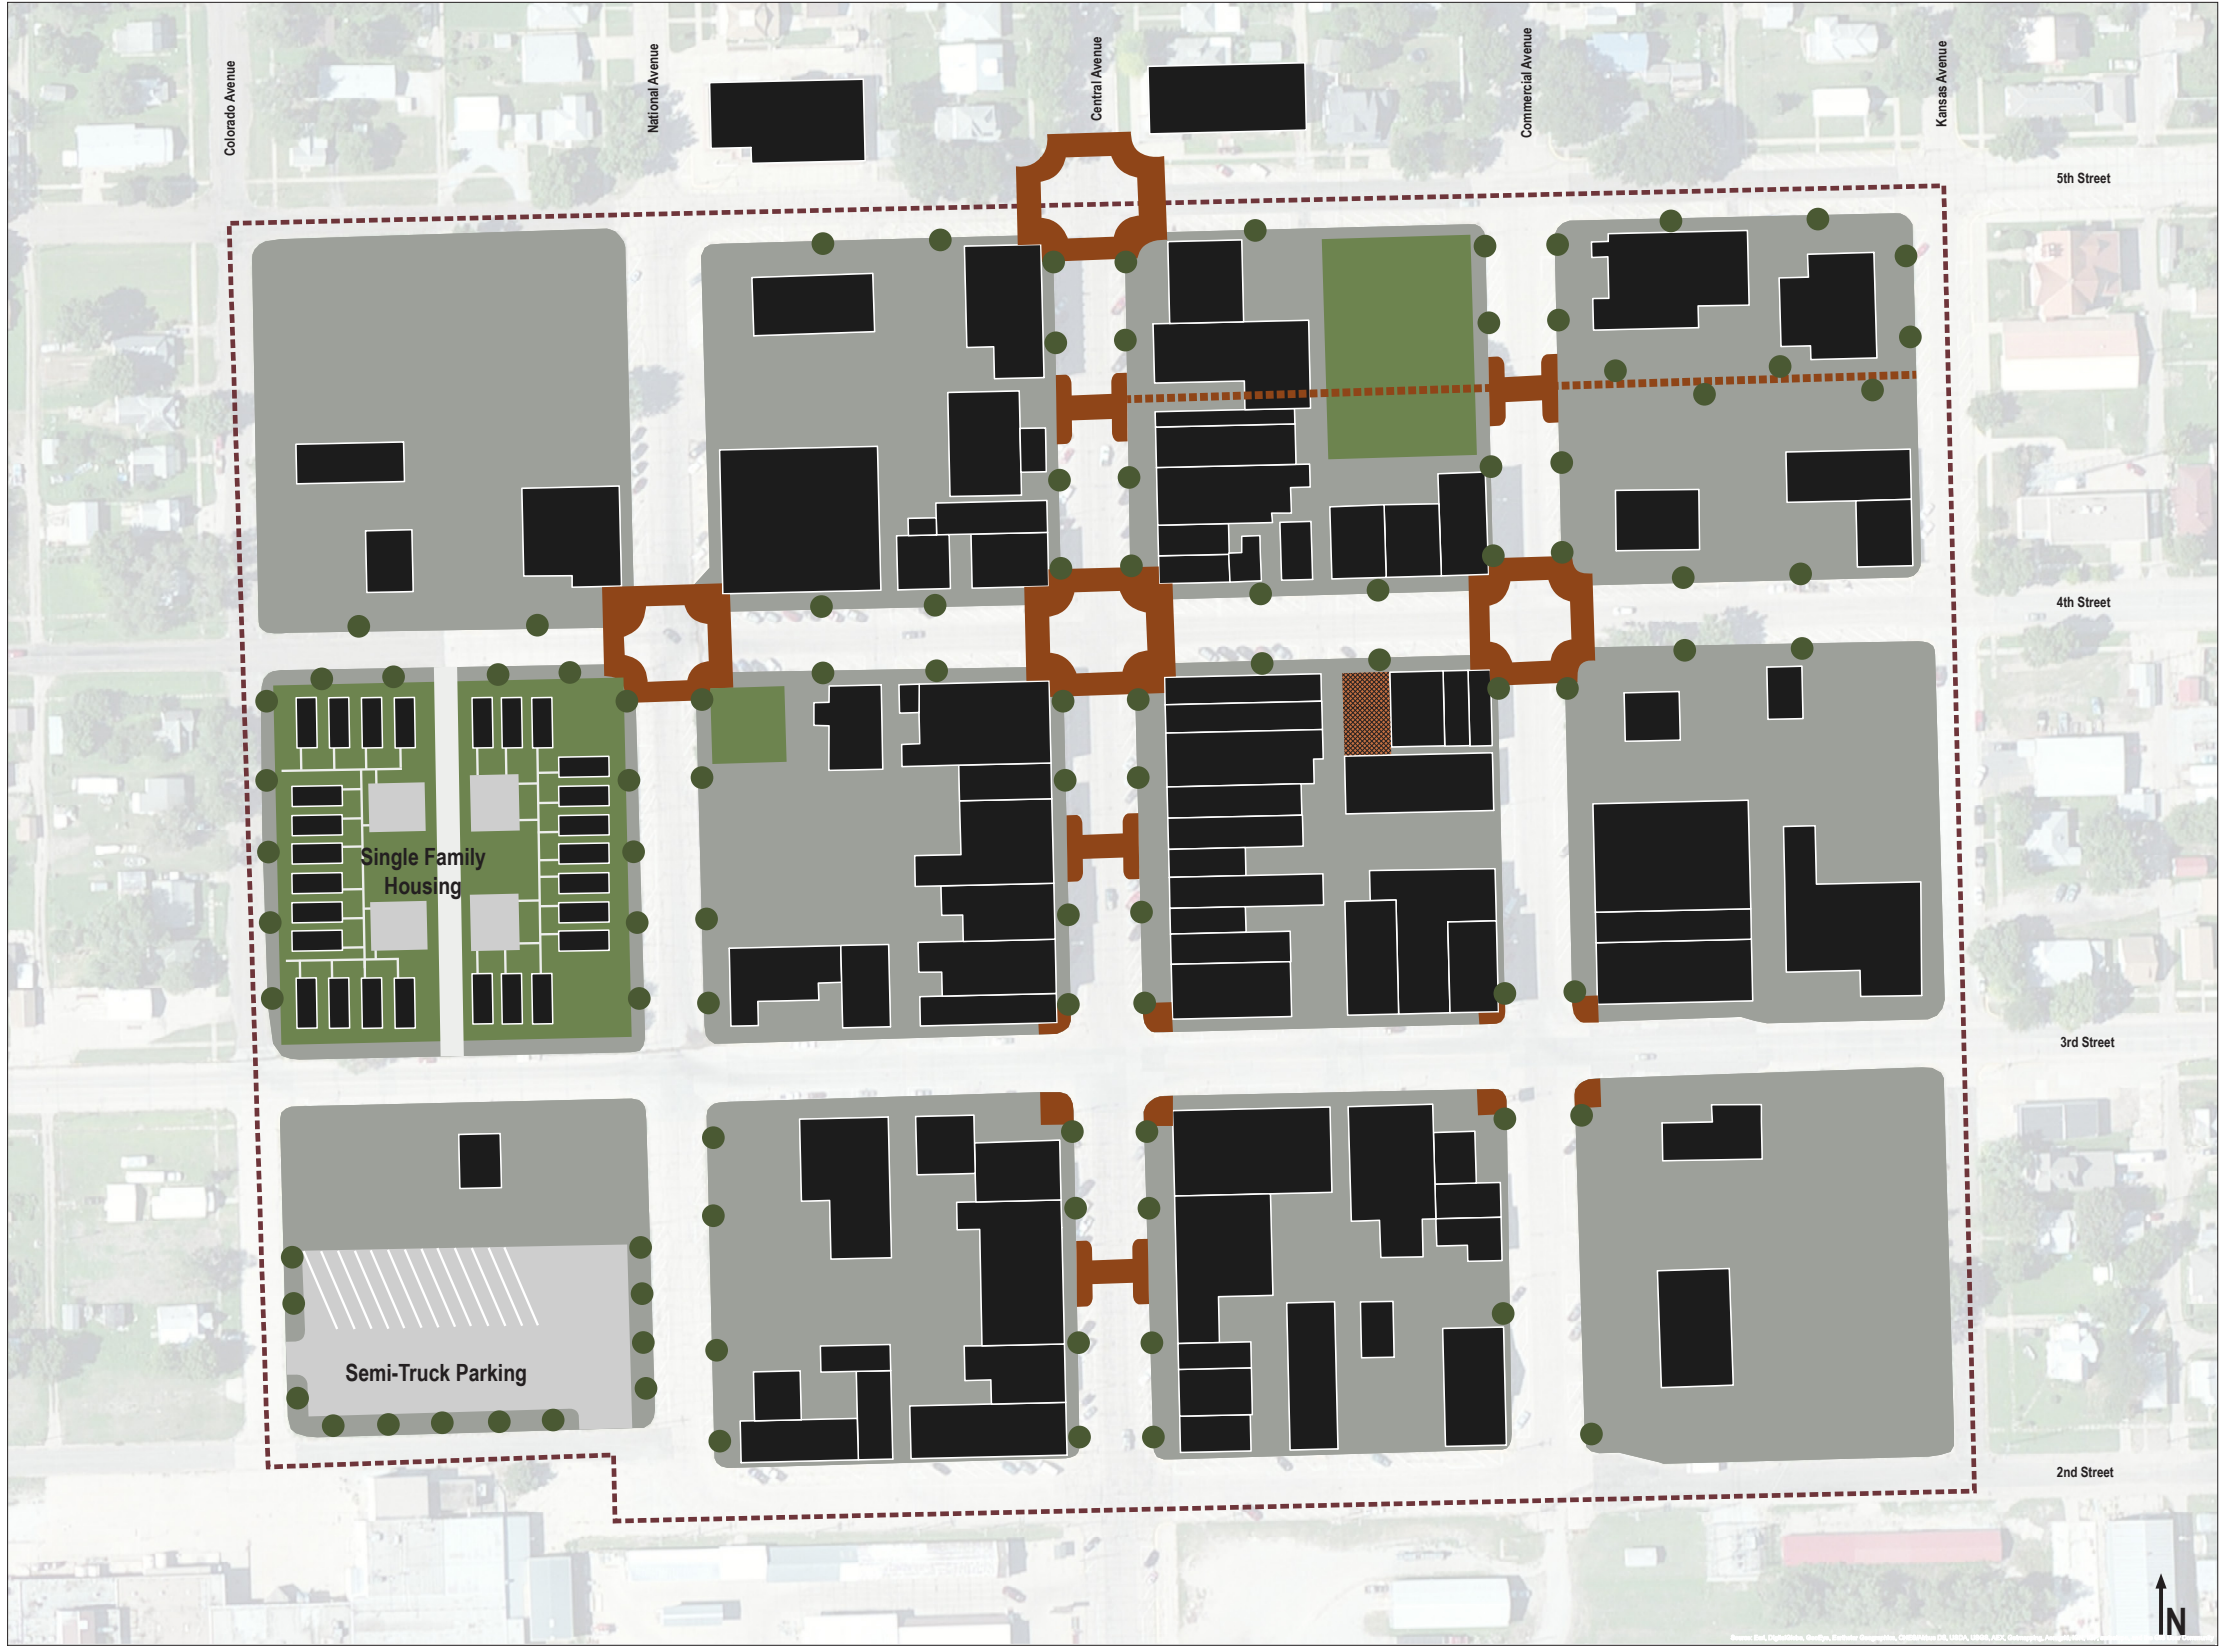 Colorado Avenue
National Avenue
Central Avenue
Commercial Avenue
Kansas Avenue
5th Street
4th Street
Single Family
Housing
3rd Street
Semi-Truck Parking
2nd Street
N